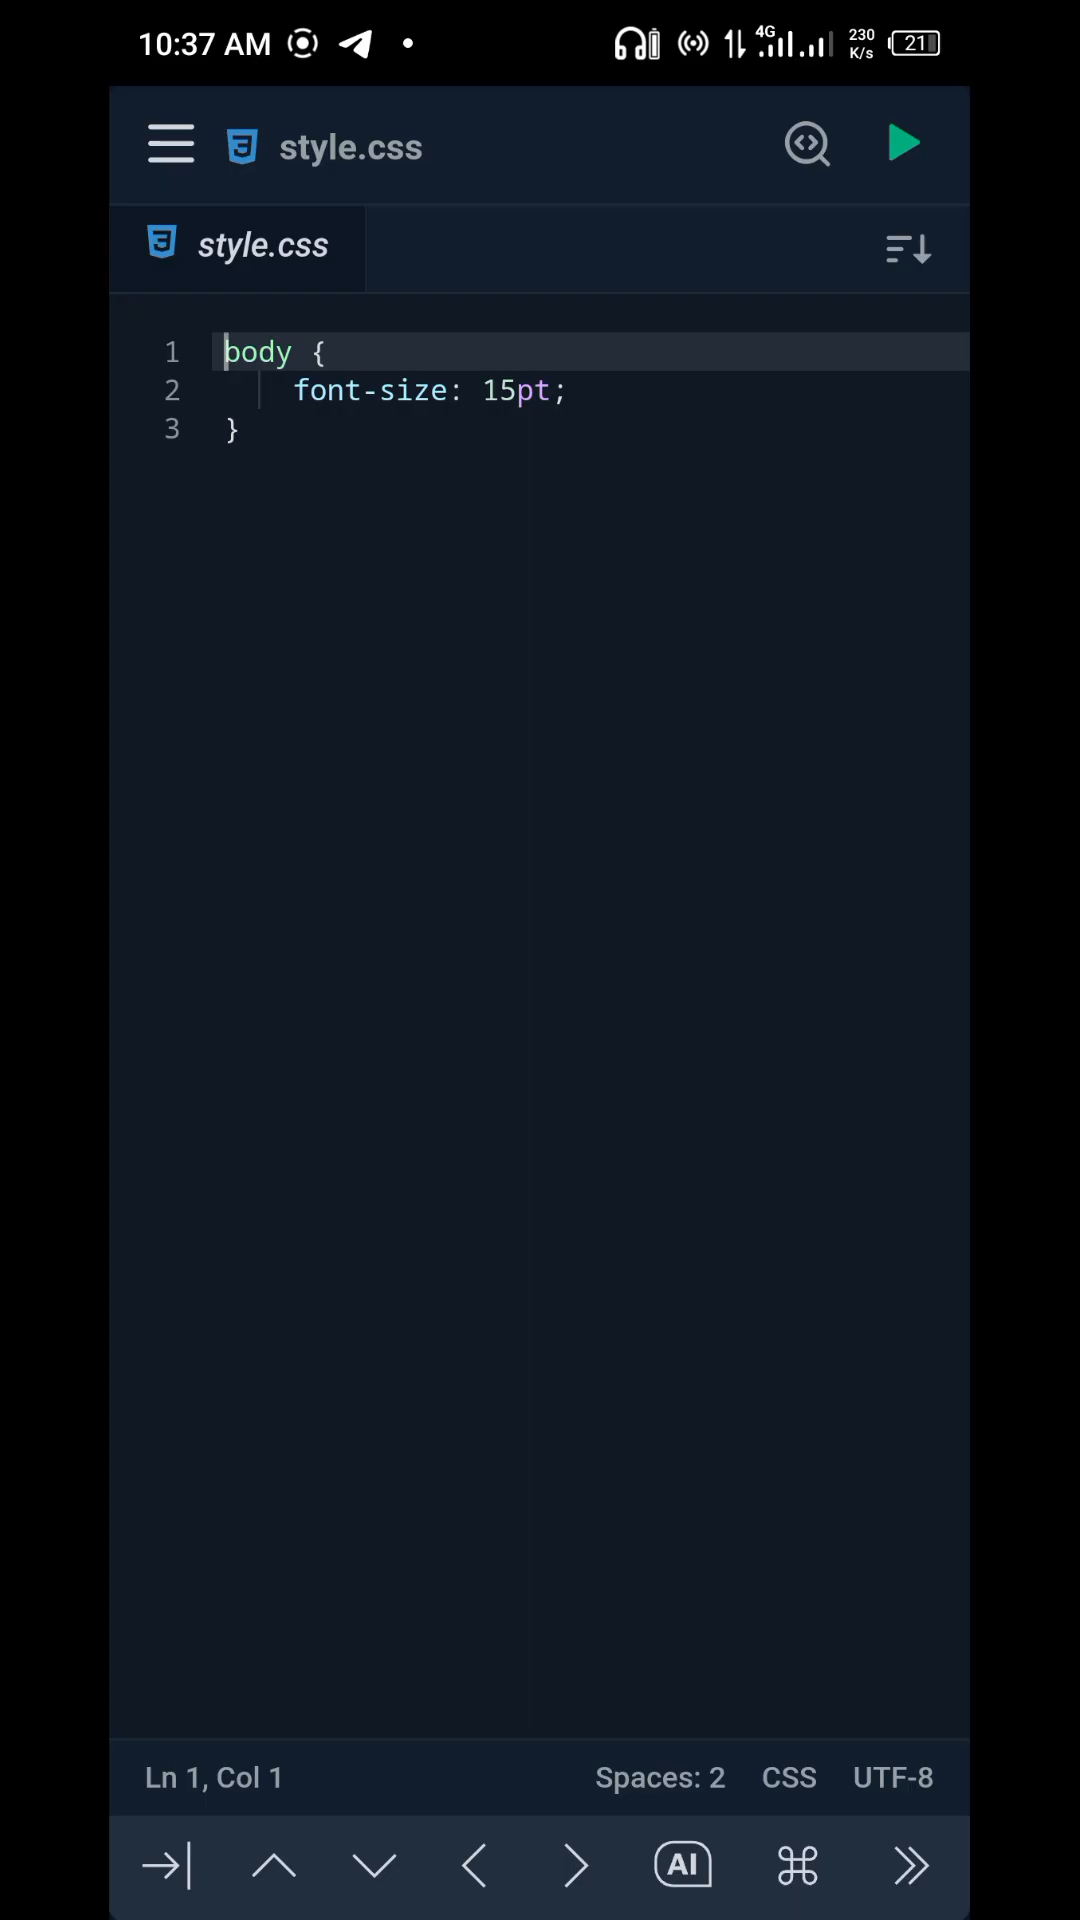 10:37 AM 4G 230 K/s 21
style.css
style.css
1 body {
2 font-size: 15pt;
3 }
Ln 1, Col 1 Spaces: 2 CSS UTF-8
AI